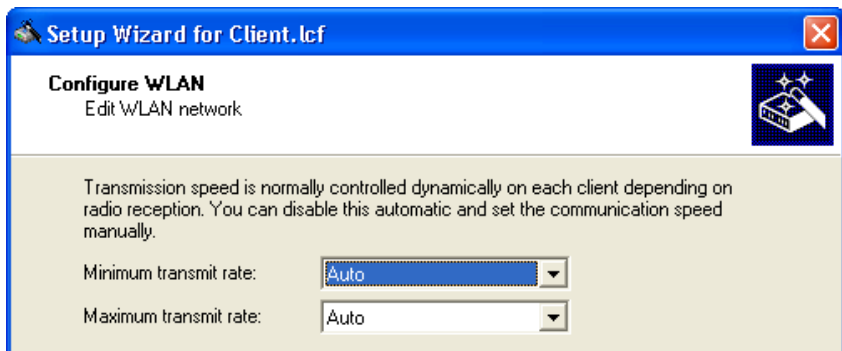 Setup Wizard for Client.lcf
Configure WLAN
Edit WLAN network
Transmission speed is normally controlled dynamically on each client depending on
radio reception. You can disable this automatic and set the communication speed
manually.
Minimum transmit rate: Auto
Maximum transmit rate: Auto